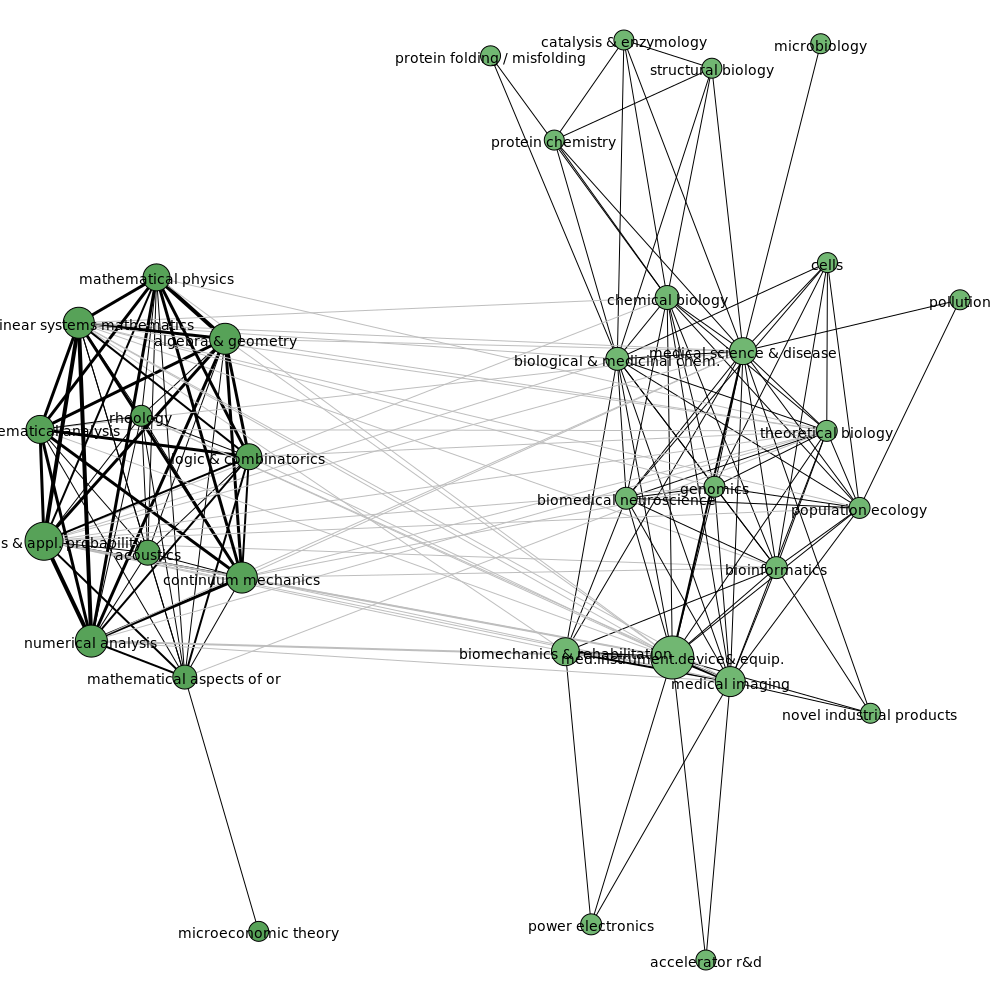 catalysis & enzymology
microbiology
protein folding / misfolding
structural biology
protein chemistry
cells
mathematical physics
chemical biology
pollution
inear systems mathematics
algebra & geometry
medical science & disease
biological & medicinal chem.
rheology
ematical analysis
theoretical biology
logic & combinatorics
genomics
biomedical neuroscience
population ecology
s & appl. probability
acoustics
bioinformatics
continuum mechanics
numerical analysis
biomechanics & rehabilitation
med.instrument.device& equip.
mathematical aspects of or
medical imaging
novel industrial products
power electronics
microeconomic theory
accelerator r&d